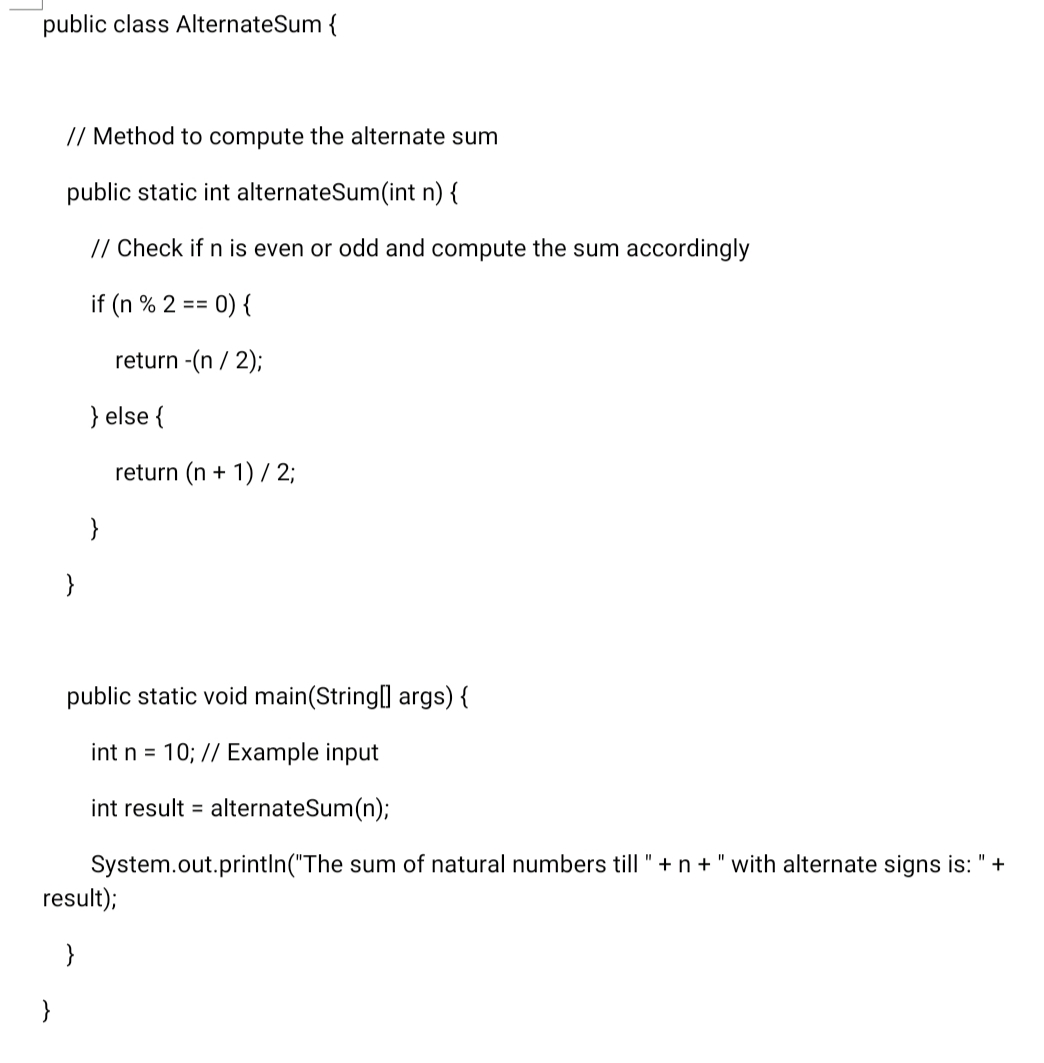 public class AlternateSum {
// Method to compute the alternate sum
public static int alternateSum(int n) {
// Check if n is even or odd and compute the sum accordingly
if (n % 2 == 0) {
return -(n / 2);
} else {
return (n + 1) / 2;
}
}
public static void main(String[] args) {
int n = 10; // Example input
int result = alternateSum(n);
System.out.println("The sum of natural numbers till " + n + " with alternate signs is: " +
result);
}
}